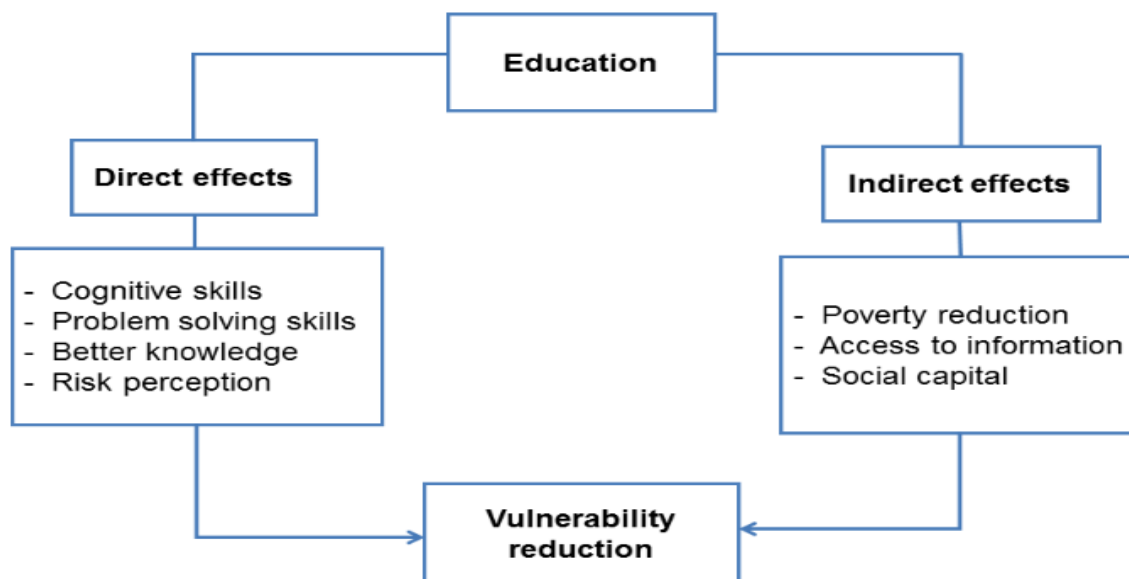 Education
Direct effects
Indirect effects
- Cognitive skills
- Problem solving skills
- Better knowledge
- Risk perception
- Poverty reduction
- Access to information
- Social capital
Vulnerability
reduction